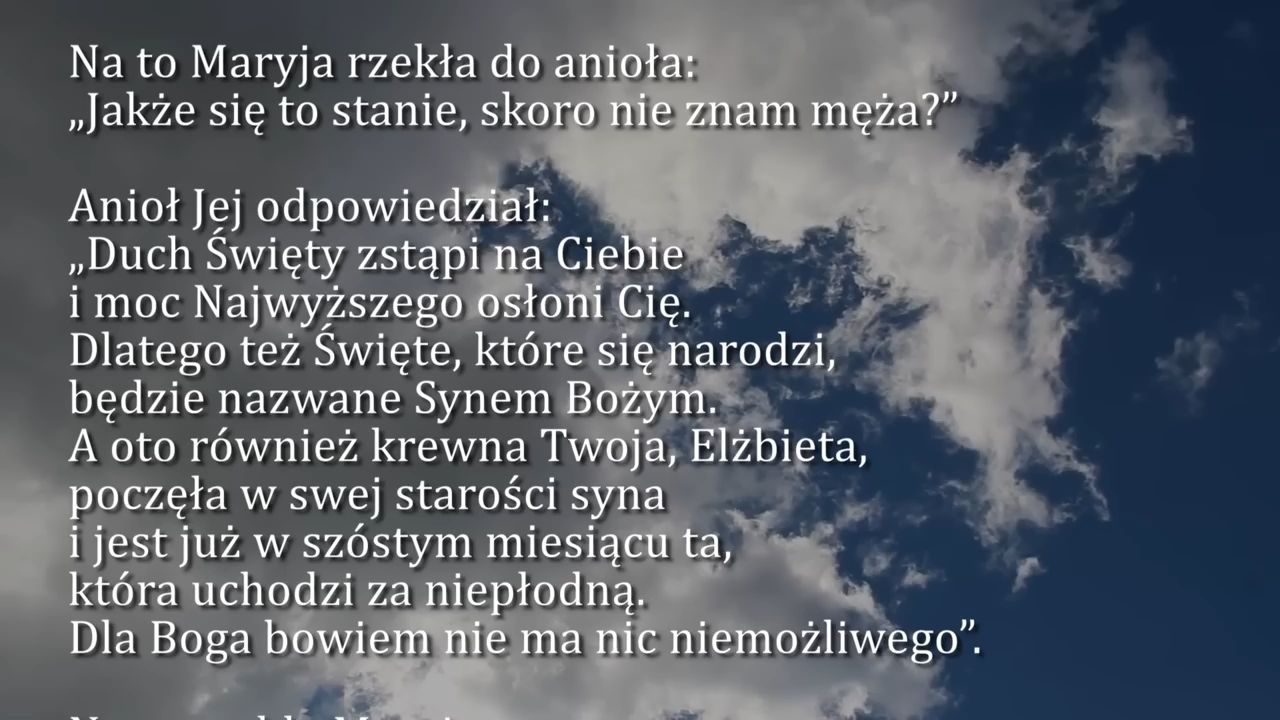 Na to Maryja rzekła do anioła:
„Jakże się to stanie, skoro nie znam męża?”
Anioł Jej odpowiedział:
„Duch Święty zstąpi na Ciebie
i moc Najwyższego osłoni Cię.
Dlatego też Święte, które się narodzi,
będzie nazwane Synem Bożym.
A oto również krewna Twoja, Elżbieta,
poczęła w swej starości syna
i jest już w szóstym miesiącu ta,
która uchodzi za niepłodną.
Dla Boga bowiem nie ma nic niemożliwego”.